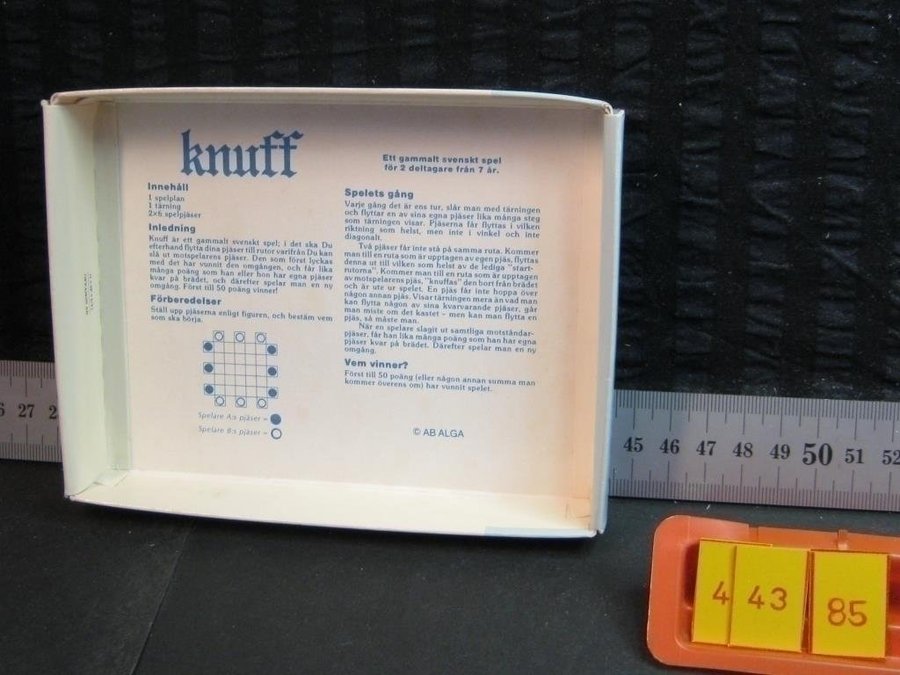 knuff
Ett gammalt svenskt spel
för 2 deltagare från 7 år.
Innehåll
1 spelplan
1 tärning
2×6 spelpjäser
Inledning
Knuff är ett gammalt svenskt spel; i det ska Du
efterhand flytta dina pjäser till rutor varifrån Du kan
slå ut motspelarens pjäser. Den som först lyckas
med det har vunnit den omgången, och får lika
många poäng som han eller hon har egna pjäser
kvar på brädet, och därefter spelar man en ny
omgång. Först till 50 poäng vinner!
Förberedelser
Ställ upp pjäserna enligt figuren, och bestäm vem
som ska börja.
Spelare A:s pjäser =
Spelare B:s pjäser =
Spelets gång
Varje gång det är ens tur, slår man med tärningen
och flyttar en av sina egna pjäser lika många steg
som tärningen visar. Pjäserna får flyttas i vilken
riktning som helst, men inte i vinkel och inte
diagonalt.
Två pjäser får inte stå på samma ruta. Kommer
man till en ruta som är upptagen av egen pjäs, flyttas
denna ut till vilken som helst av de lediga "start-
rutorna". Kommer man till en ruta som är upptagen
av motspelarens pjäs, "knuffas" den bort från brädet
och är ute ur spelet. En pjäs får inte hoppa över
någon annan pjäs. Visar tärningen mera än vad man
kan flytta någon av sina kvarvarande pjäser, går
man miste om det kastet - men kan man flytta en
pjäs, så måste man.
När en spelare slagit ut samtliga motståndar-
pjäser, får han lika många poäng som han har egna
pjäser kvar på brädet. Därefter spelar man en ny
omgång.
Vem vinner?
Först till 50 poäng (eller någon annan summa man
kommer överens om) har vunnit spelet.
© AB ALGA
6 27 2
45 46 47 48 49 50 51 52
4 43 85